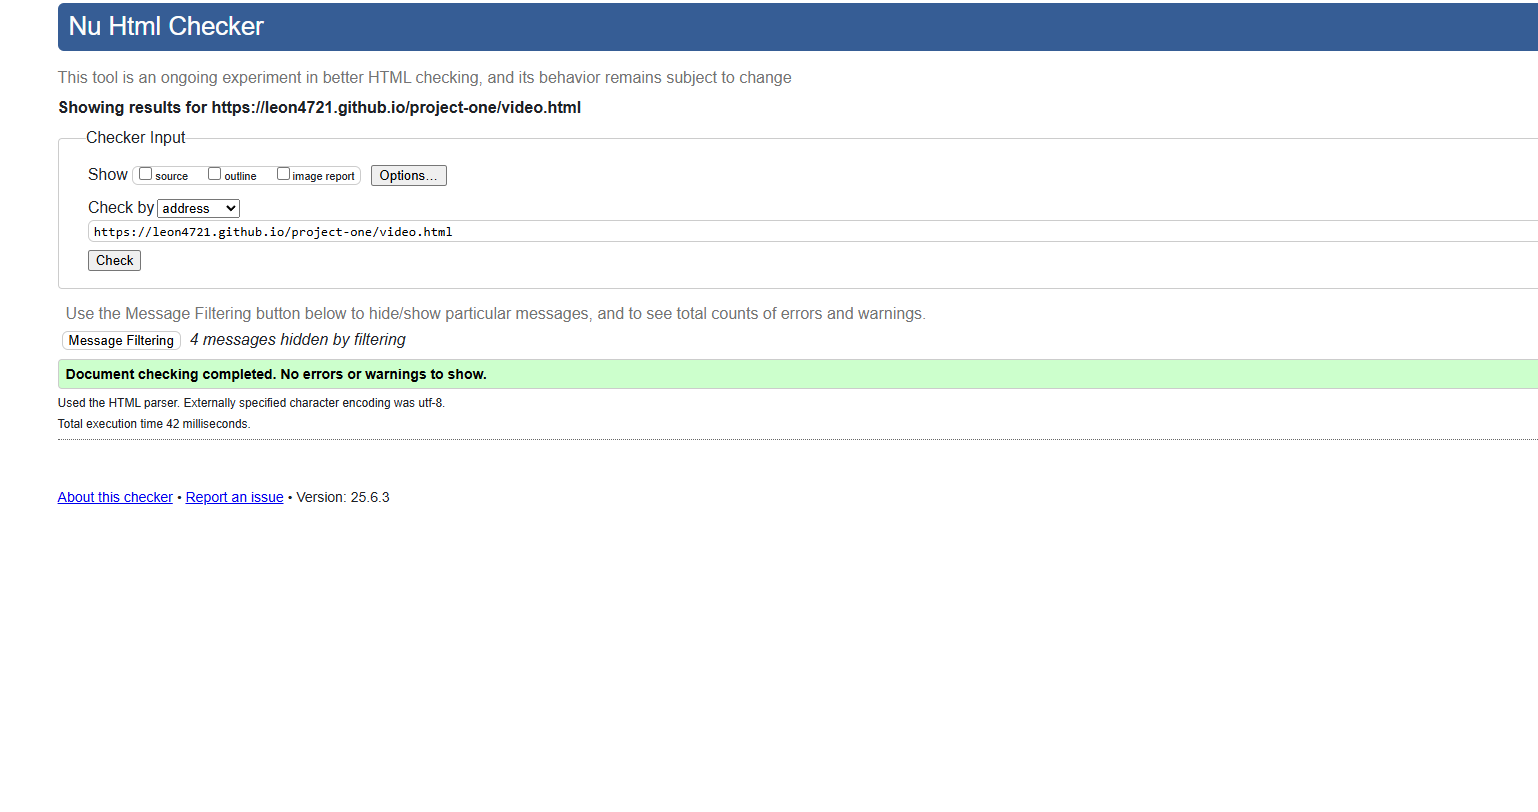 Nu Html Checker
This tool is an ongoing experiment in better HTML checking, and its behavior remains subject to change
Showing results for https://leon4721.github.io/project-one/video.html
Checker Input
Show source outline image report Options...
Check by address
https://leon4721.github.io/project-one/video.html
Check
Use the Message Filtering button below to hide/show particular messages, and to see total counts of errors and warnings.
Message Filtering 4 messages hidden by filtering
Document checking completed. No errors or warnings to show.
Used the HTML parser. Externally specified character encoding was utf-8.
Total execution time 42 milliseconds.
About this checker • Report an issue • Version: 25.6.3